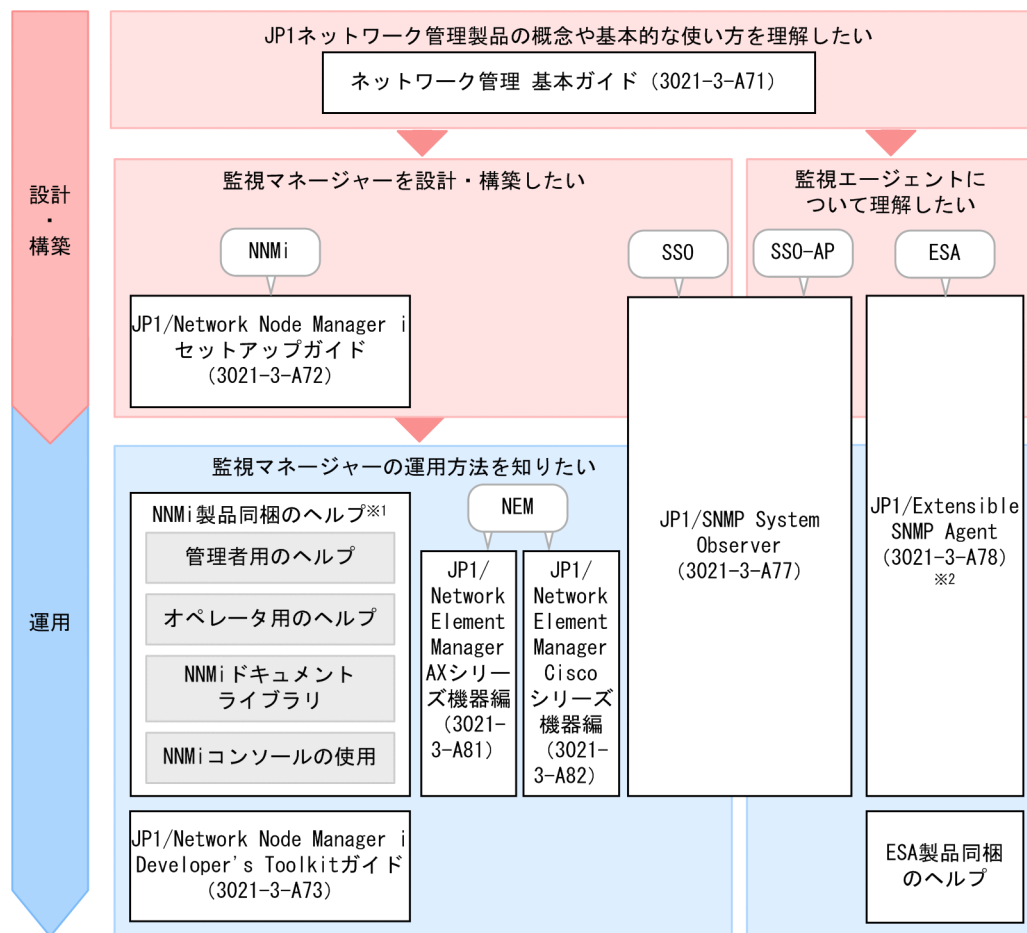 JP1ネットワーク管理製品の概念や基本的な使い方を理解したい
ネットワーク管理 基本ガイド（3021-3-A71）
設計
・
構築
監視マネージャーを設計・構築したい
監視エージェントに
ついて理解したい
NNMi
SSO
SSO-AP
ESA
JP1/Network Node Manager i
セットアップガイド
（3021-3-A72）
運用
監視マネージャーの運用方法を知りたい
NNMi製品同梱のヘルプ※1
管理者用のヘルプ
オペレータ用のヘルプ
NNMiドキュメント
ライブラリ
NNMiコンソールの使用
NEM
JP1/
Network
Element
Manager
AXシリー
ズ機器編
（3021-
3-A81）
JP1/
Network
Element
Manager
Cisco
シリーズ
機器編
（3021-
3-A82）
JP1/SNMP System
Observer
（3021-3-A77）
JP1/Extensible
SNMP Agent
（3021-3-A78）
※2
JP1/Network Node Manager i
Developer's Toolkitガイド
（3021-3-A73）
ESA製品同梱
のヘルプ